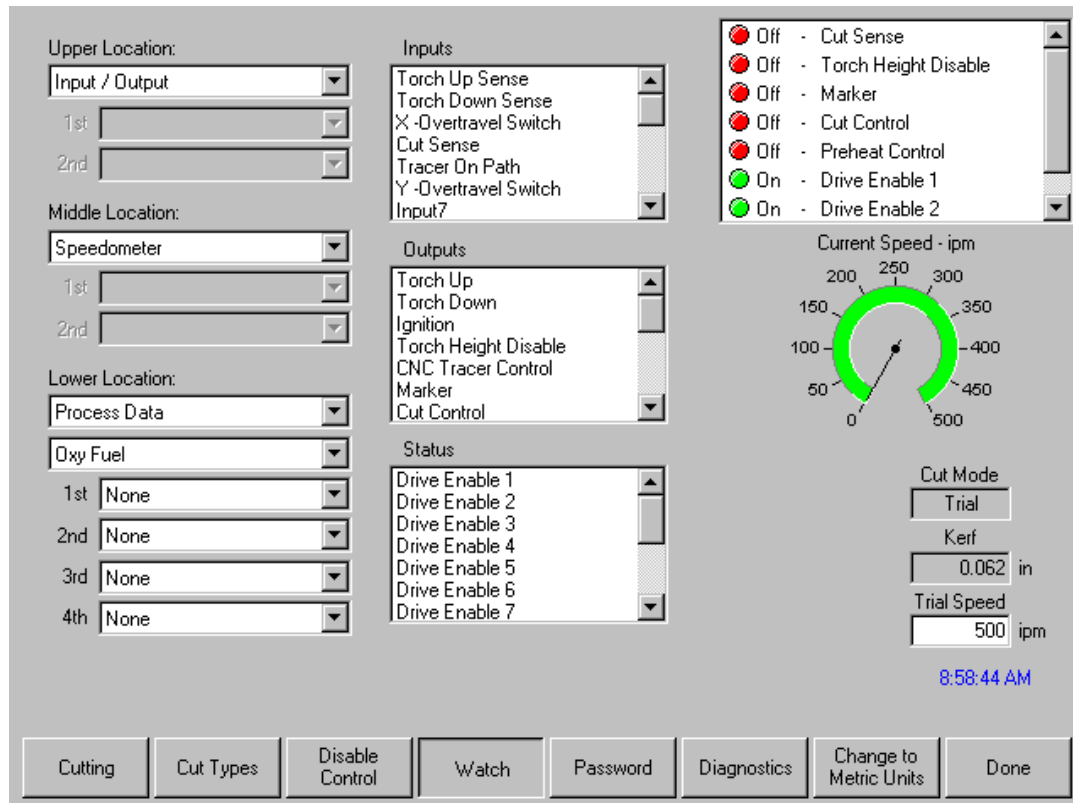 Upper Location:
Input / Output
1st
2nd
Middle Location:
Speedometer
1st
2nd
Lower Location:
Process Data
Oxy Fuel
1st None
2nd None
3rd None
4th None
Inputs
Torch Up Sense
Torch Down Sense
X -Overtravel Switch
Cut Sense
Tracer On Path
Y -Overtravel Switch
Input7
Outputs
Torch Up
Torch Down
Ignition
Torch Height Disable
CNC Tracer Control
Marker
Cut Control
Status
Drive Enable 1
Drive Enable 2
Drive Enable 3
Drive Enable 4
Drive Enable 5
Drive Enable 6
Drive Enable 7
Off - Cut Sense
Off - Torch Height Disable
Off - Marker
Off - Cut Control
Off - Preheat Control
On - Drive Enable 1
On - Drive Enable 2
Current Speed - ipm
0
50
100
150
200
250
300
350
400
450
500
Cut Mode
Trial
Kerf
0.062 in
Trial Speed
500 ipm
8:58:44 AM
Cutting
Cut Types
Disable
Control
Watch
Password
Diagnostics
Change to
Metric Units
Done